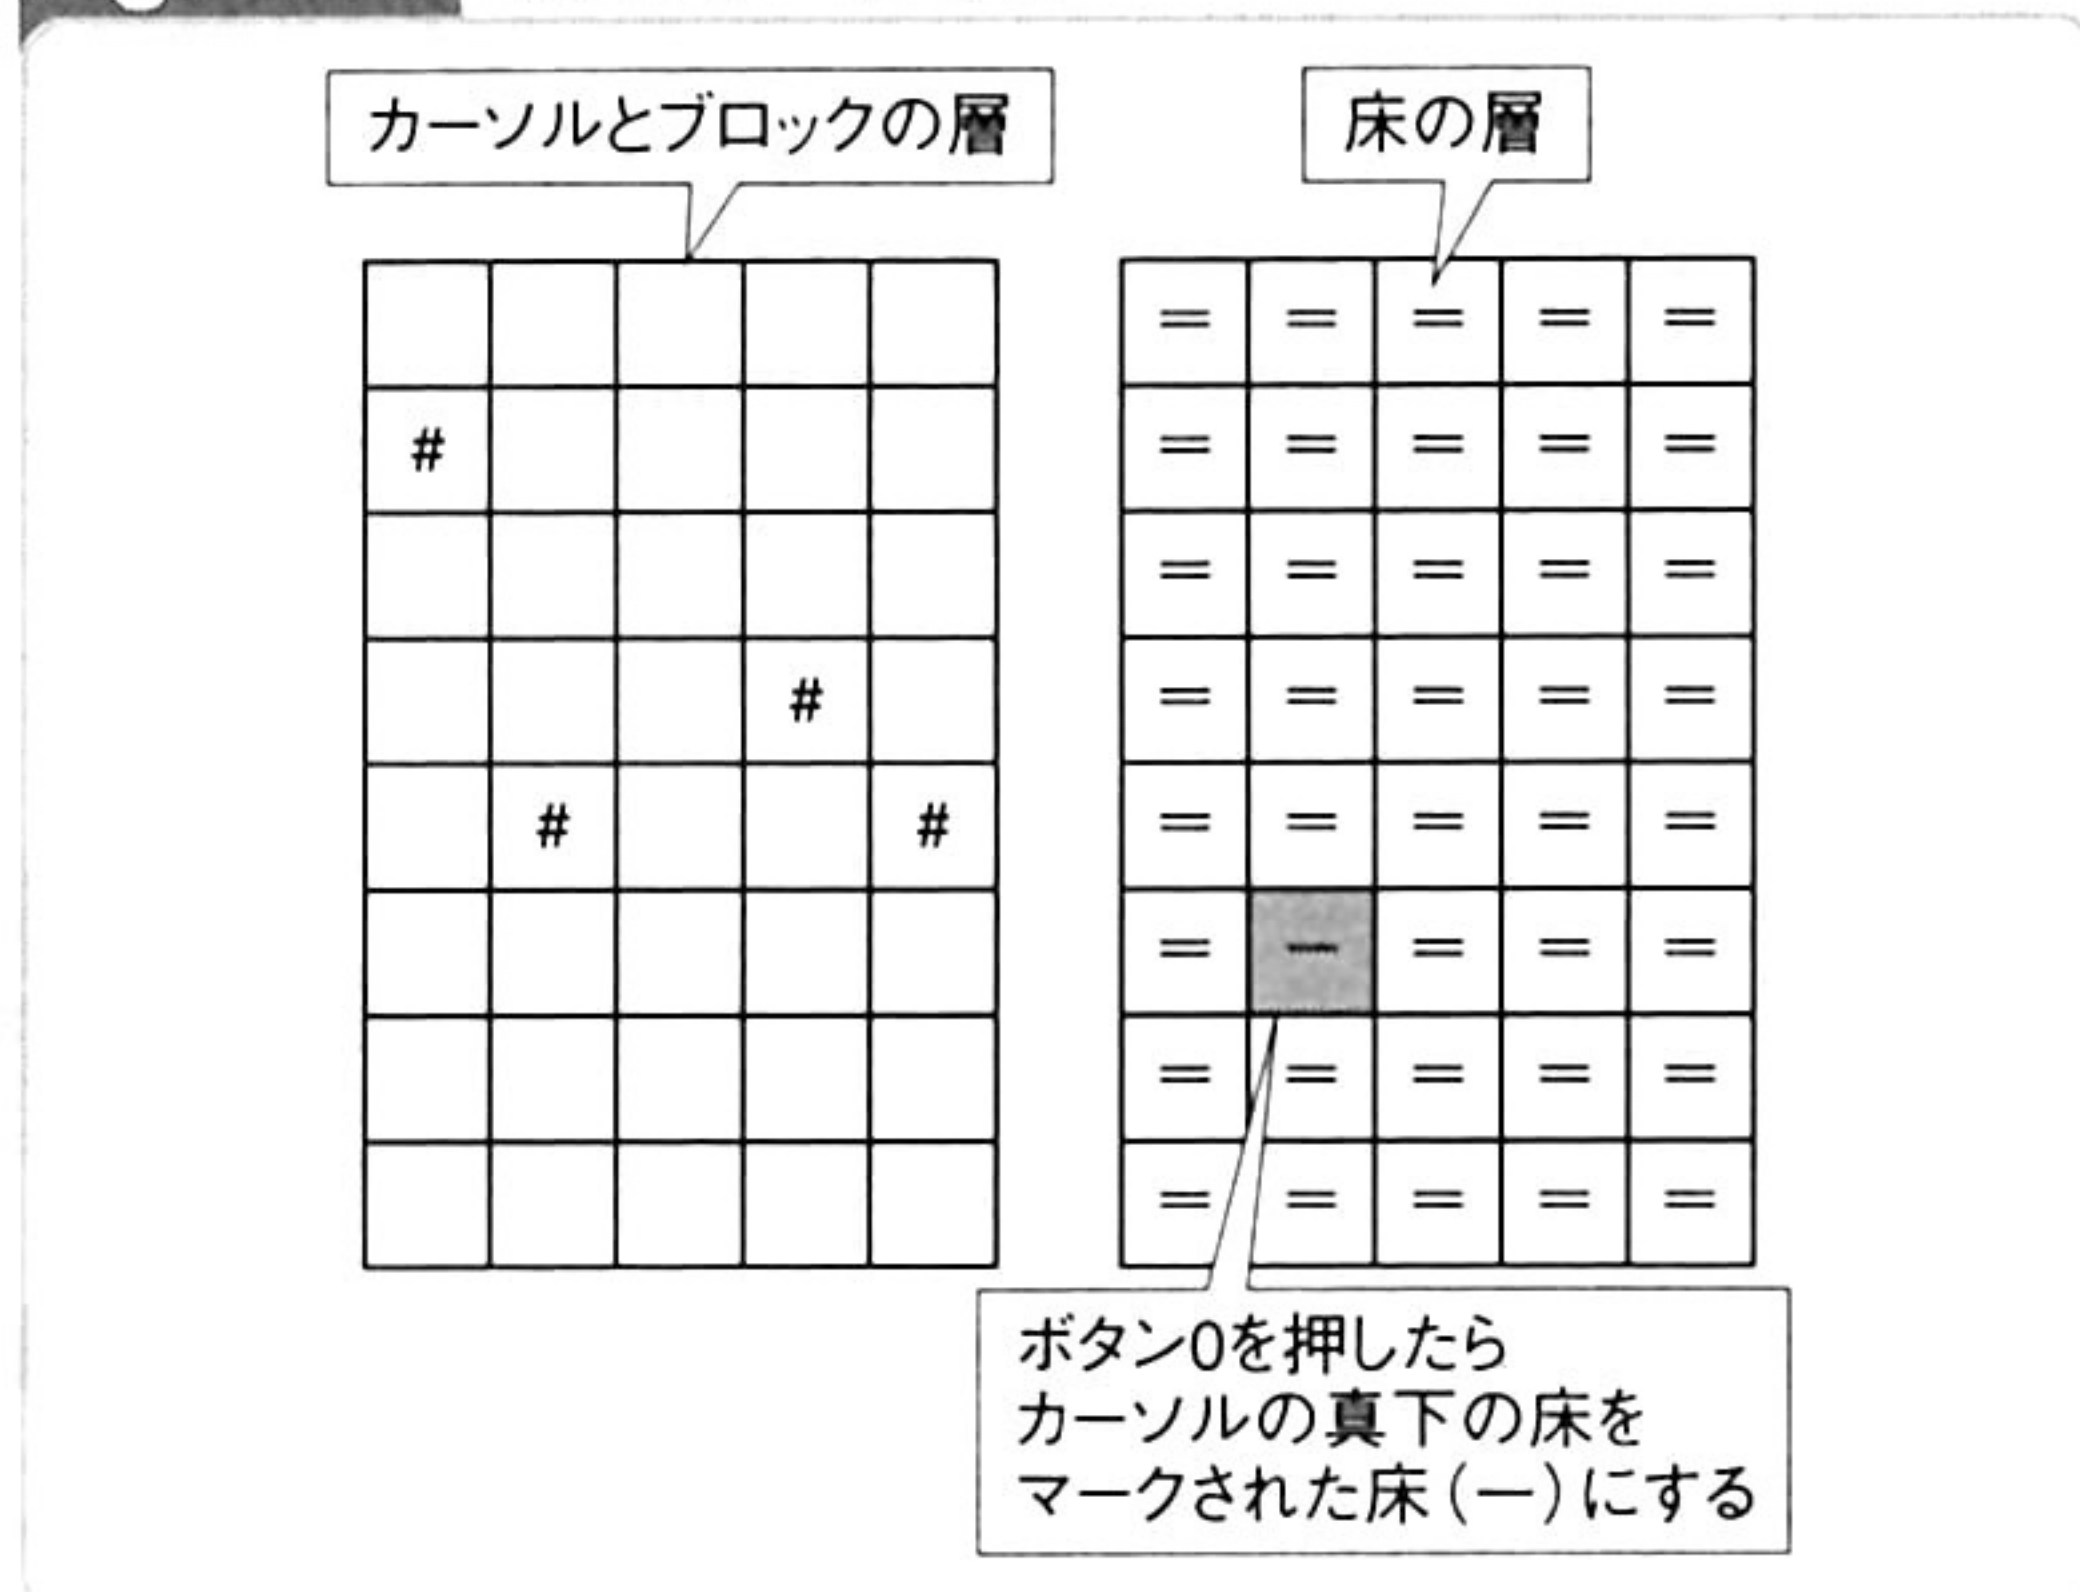 カーソルとブロックの層
床の層
= = = = =
# = = = = =
= = = = =
# = = = = =
# # = = = = =
= − = = =
= = = = =
= = = = =
ボタン0を押したら
カーソルの真下の床を
マークされた床(−)にする